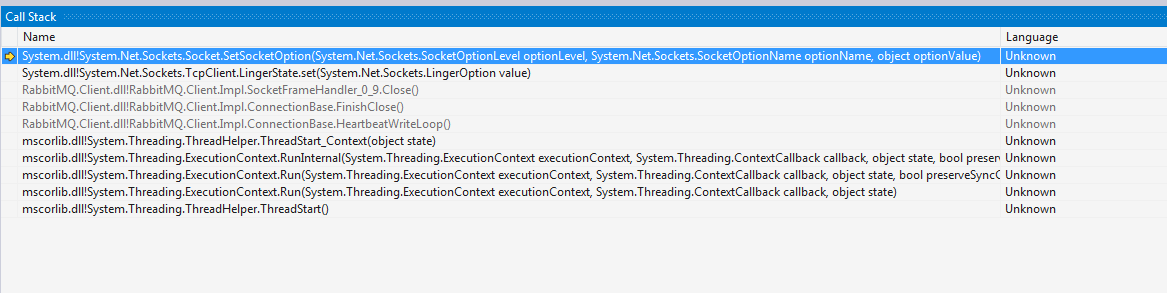 Call Stack
Name Language
System.dll!System.Net.Sockets.Socket.SetSocketOption(System.Net.Sockets.SocketOptionLevel optionLevel, System.Net.Sockets.SocketOptionName optionName, object optionValue) Unknown
System.dll!System.Net.Sockets.TcpClient.LingerState.set(System.Net.Sockets.LingerOption value) Unknown
RabbitMQ.Client.dll!RabbitMQ.Client.Impl.SocketFrameHandler_0_9.Close() Unknown
RabbitMQ.Client.dll!RabbitMQ.Client.Impl.ConnectionBase.FinishClose() Unknown
RabbitMQ.Client.dll!RabbitMQ.Client.Impl.ConnectionBase.HeartbeatWriteLoop() Unknown
mscorlib.dll!System.Threading.ThreadHelper.ThreadStart_Context(object state) Unknown
mscorlib.dll!System.Threading.ExecutionContext.RunInternal(System.Threading.ExecutionContext executionContext, System.Threading.ContextCallback callback, object state, bool preserv Unknown
mscorlib.dll!System.Threading.ExecutionContext.Run(System.Threading.ExecutionContext executionContext, System.Threading.ContextCallback callback, object state, bool preserveSyncC Unknown
mscorlib.dll!System.Threading.ExecutionContext.Run(System.Threading.ExecutionContext executionContext, System.Threading.ContextCallback callback, object state) Unknown
mscorlib.dll!System.Threading.ThreadHelper.ThreadStart() Unknown